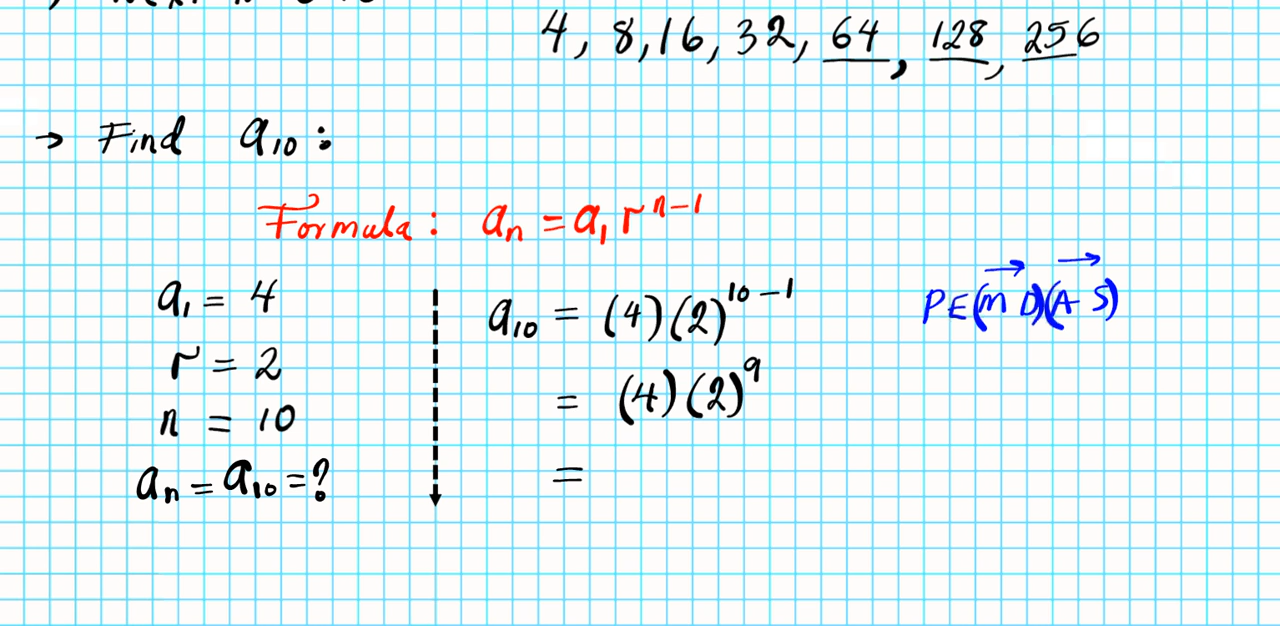 4, 8, 16, 32, 64, 128, 256
→ Find a₁₀:
Formula: aₙ = a₁ rⁿ⁻¹
a₁ = 4
r = 2
n = 10
aₙ = a₁₀ = ?
a₁₀ = (4)(2)¹⁰⁻¹
= (4)(2)⁹
=
PE(MD)(AS)